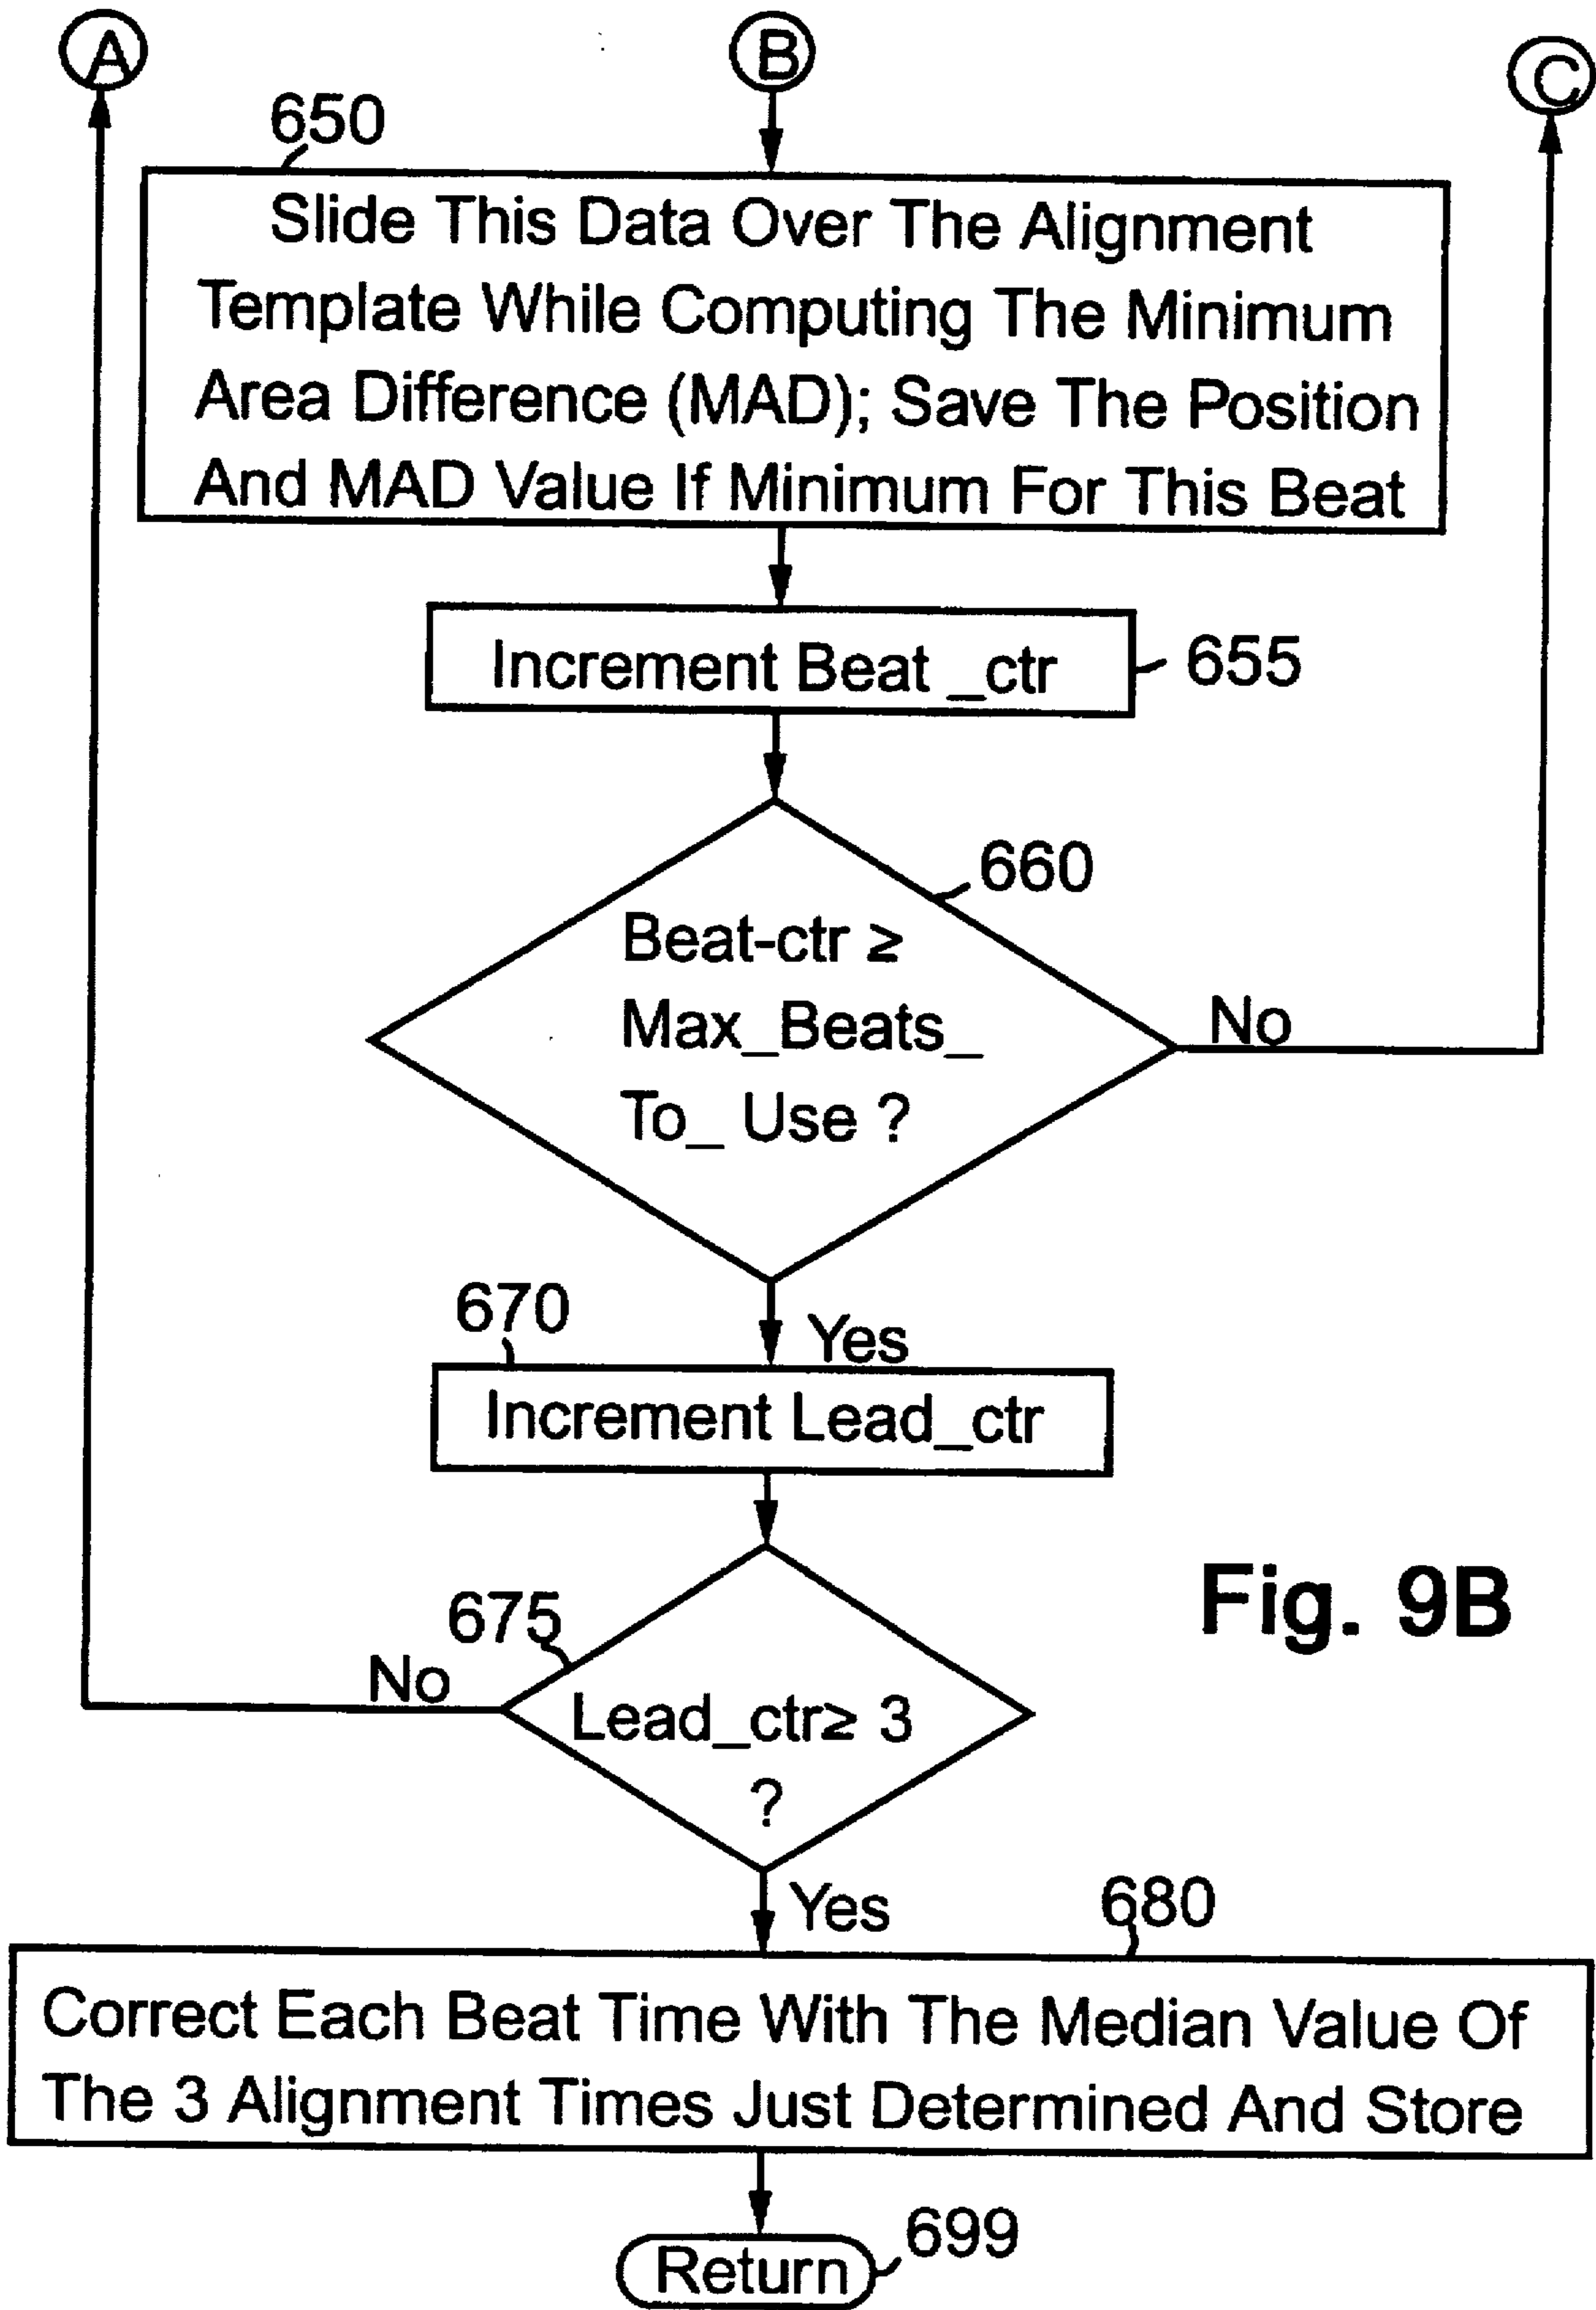 A
B
C
650
Slide This Data Over The Alignment
Template While Computing The Minimum
Area Difference (MAD); Save The Position
And MAD Value If Minimum For This Beat
Increment Beat _ctr
655
660
Beat-ctr ≥
Max_Beats_
To_ Use ?
No
Yes
670
Increment Lead_ctr
675
No
Lead_ctr≥ 3
?
Fig. 9B
Yes
680
Correct Each Beat Time With The Median Value Of
The 3 Alignment Times Just Determined And Store
Return
699